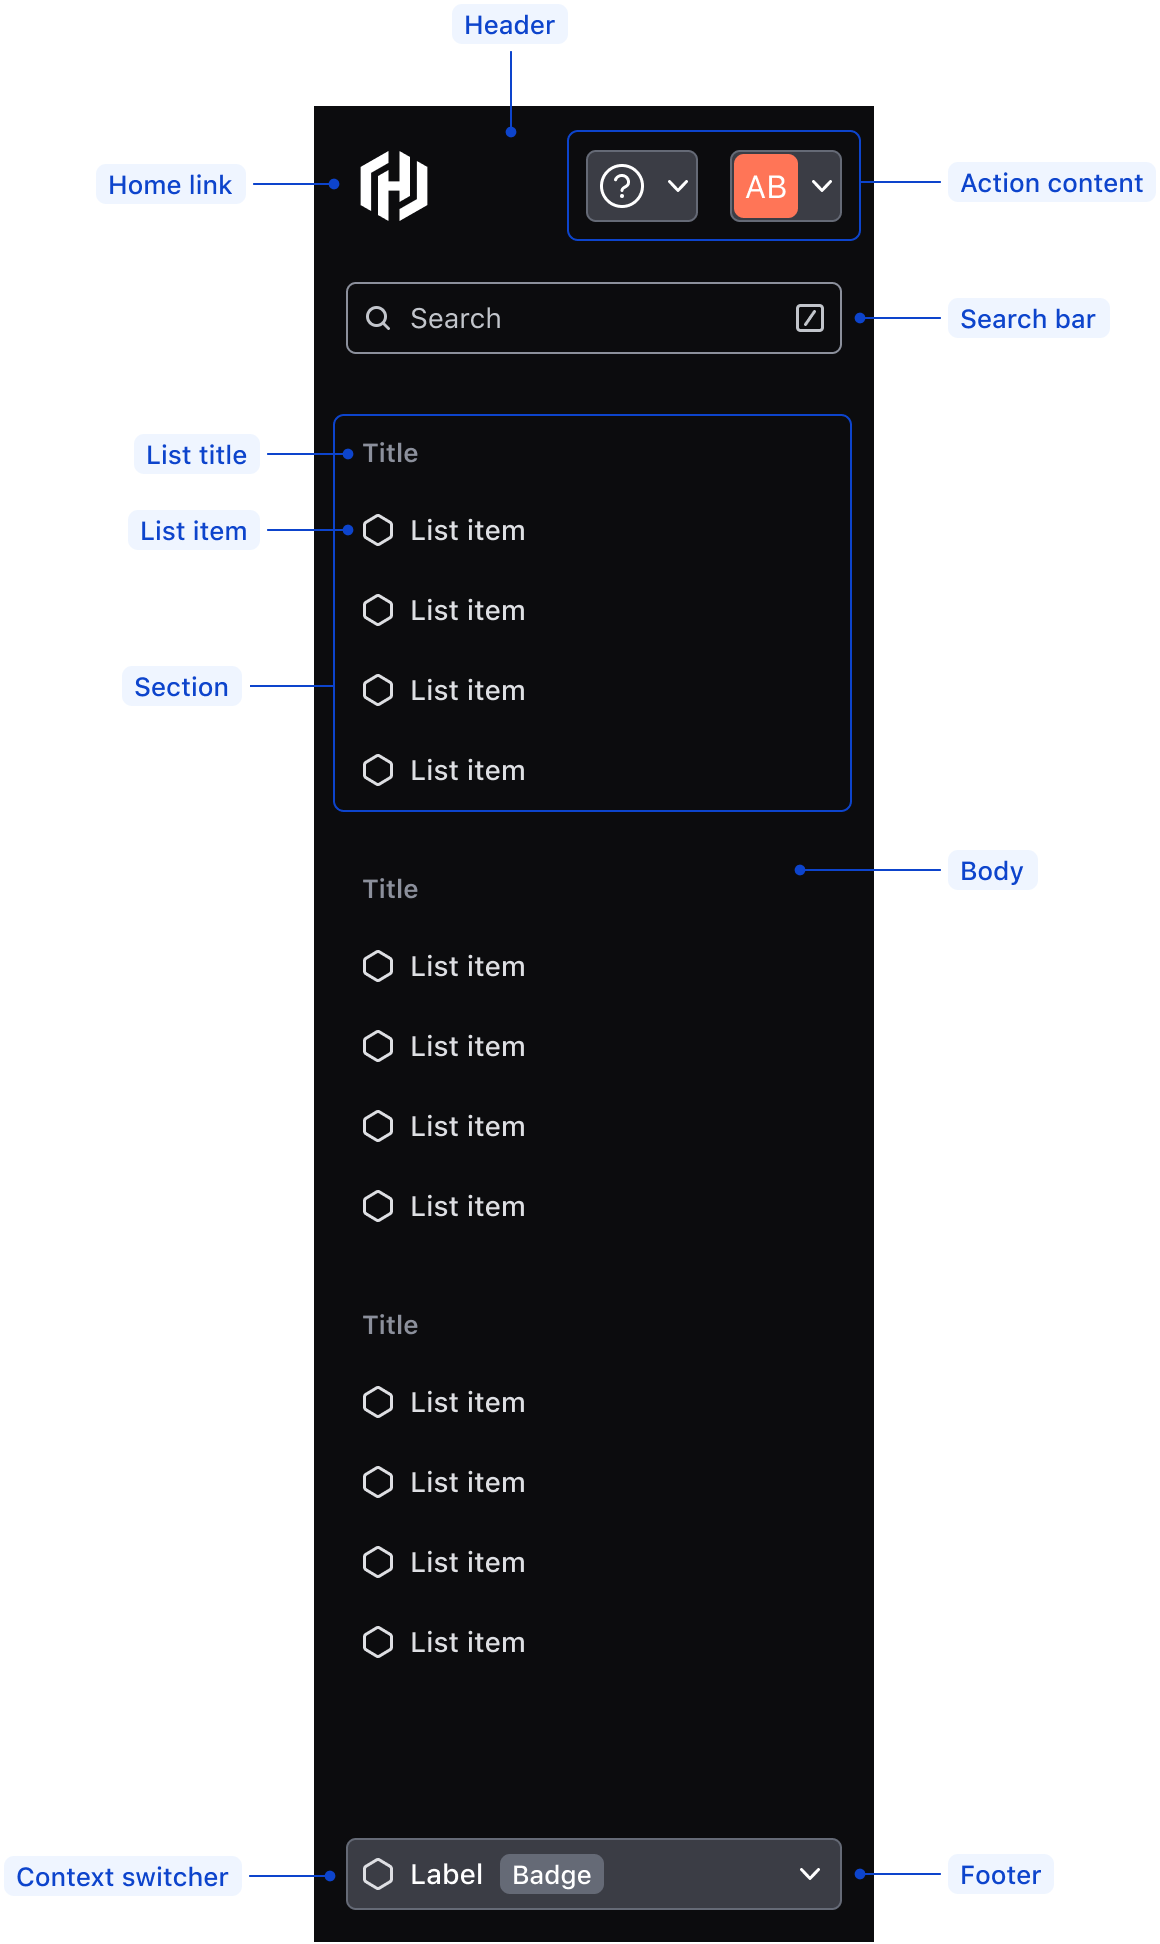 Header
Home link
AB
Action content
Search
Search bar
List title
Title
List item
List item
List item
Section
List item
List item
Body
Title
List item
List item
List item
List item
Title
List item
List item
List item
List item
Context switcher
Label Badge
Footer